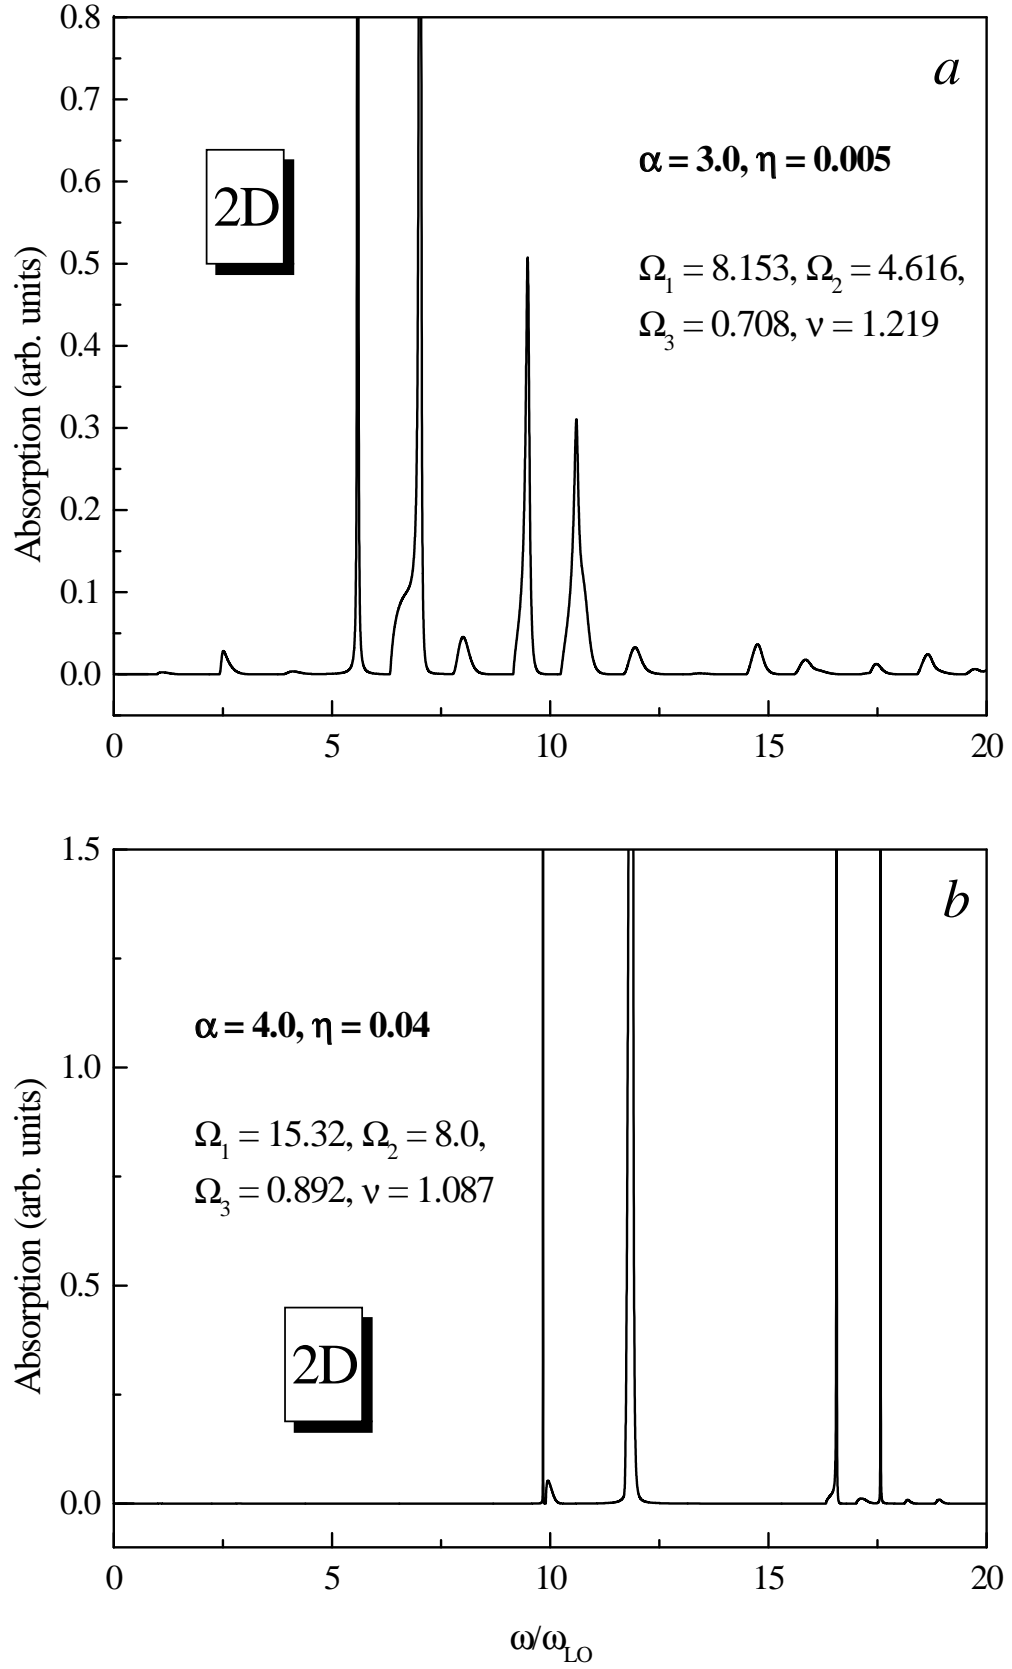 0.8
a
0.7
α = 3.0, η = 0.005
0.6
2D
0.5
Ω₁ = 8.153, Ω₂ = 4.616,
Ω₃ = 0.708, ν = 1.219
0.4
0.3
0.2
0.1
0.0
Absorption (arb. units)
0 5 10 15 20
1.5
b
α = 4.0, η = 0.04
1.0
Ω₁ = 15.32, Ω₂ = 8.0,
Ω₃ = 0.892, ν = 1.087
0.5
2D
0.0
Absorption (arb. units)
0 5 10 15 20
ω/ω_LO